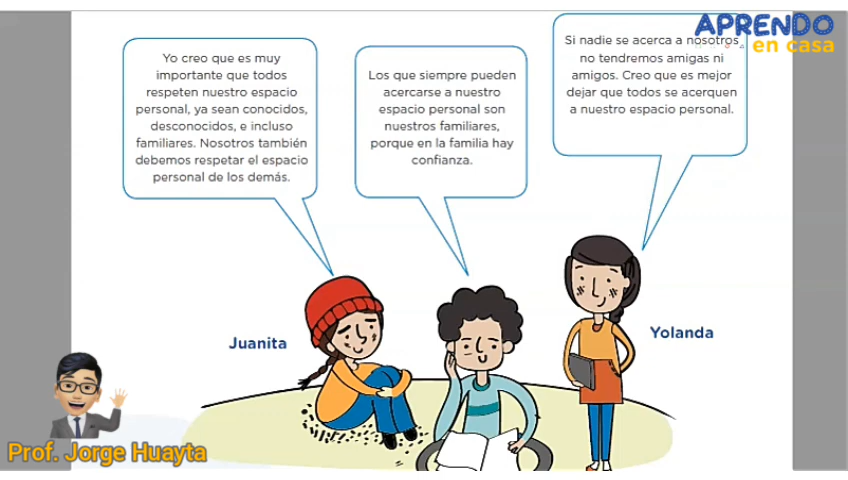 Yo creo que es muy
importante que todos
respeten nuestro espacio
personal, ya sean conocidos,
desconocidos, e incluso
familiares. Nosotros también
debemos respetar el espacio
personal de los demás.
Los que siempre pueden
acercarse a nuestro
espacio personal son
nuestros familiares,
porque en la familia hay
confianza.
Si nadie se acerca a nosotros,
no tendremos amigas ni
amigos. Creo que es mejor
dejar que todos se acerquen
a nuestro espacio personal.
APRENDO
en casa
Juanita
Yolanda
Prof. Jorge Huayta